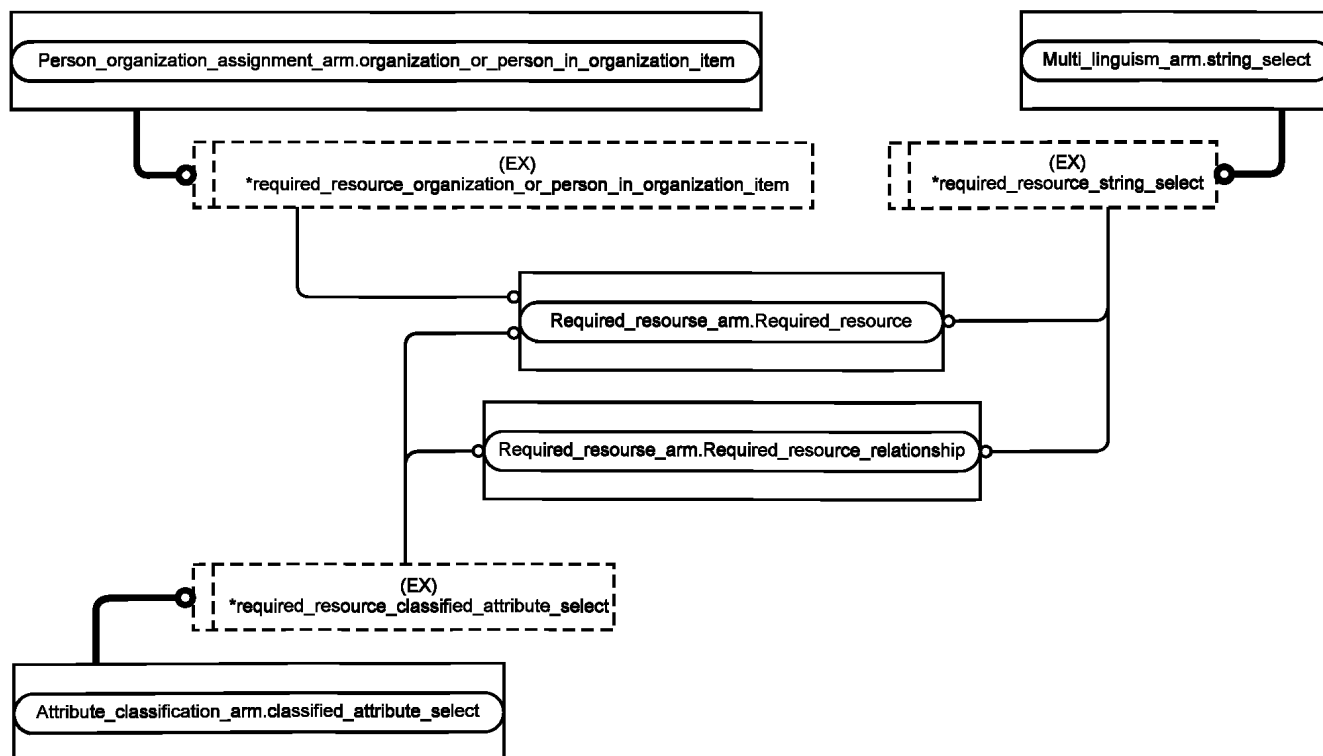 Person_organization_assignment_arm.organization_or_person_in_organization_item
Multi_linguism_arm.string_select
(EX)
*required_resource_organization_or_person_in_organization_item
(EX)
*required_resource_string_select
Required_resourse_arm.Required_resource
Required_resourse_arm.Required_resource_relationship
(EX)
*required_resource_classified_attribute_select
Attribute_classification_arm.classified_attribute_select